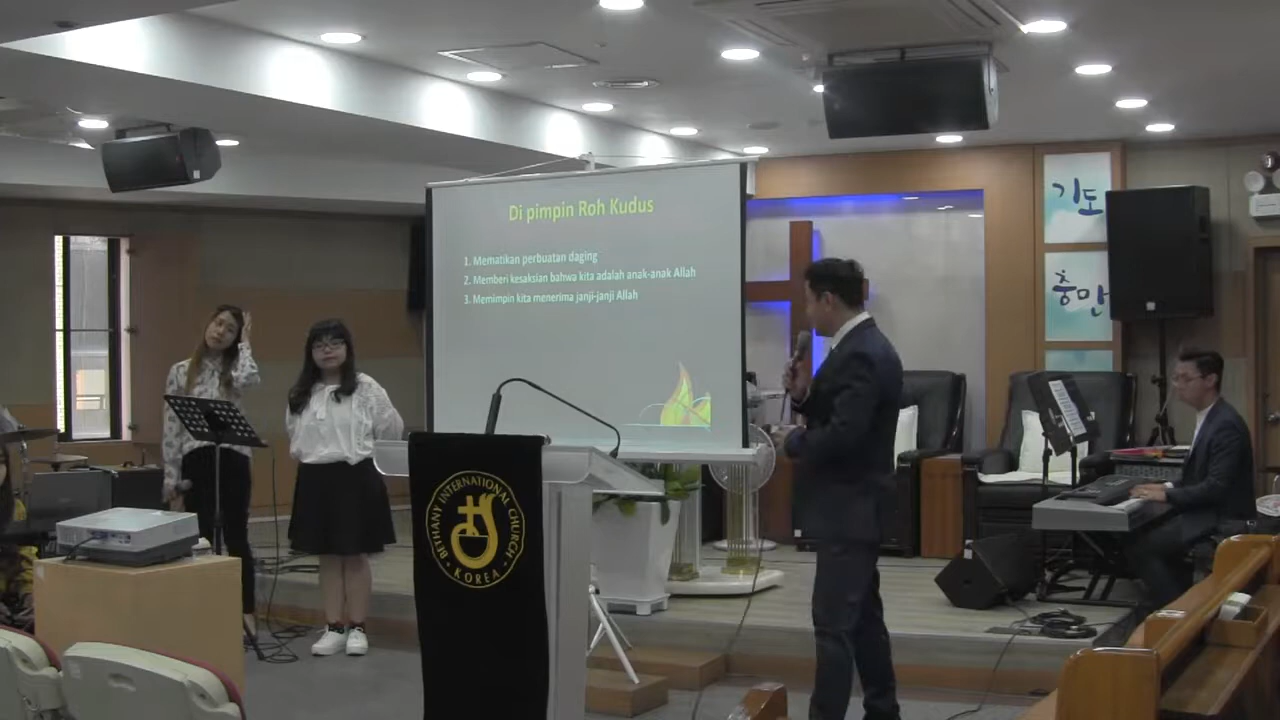 Di pimpin Roh Kudus
1. Mematikan perbuatan daging
2. Memberi kesaksian bahwa kita adalah anak-anak Allah
3. Memimpin kita menerima janji-janji Allah
기도
충만
BETHANY INTERNATIONAL CHURCH
• KOREA •